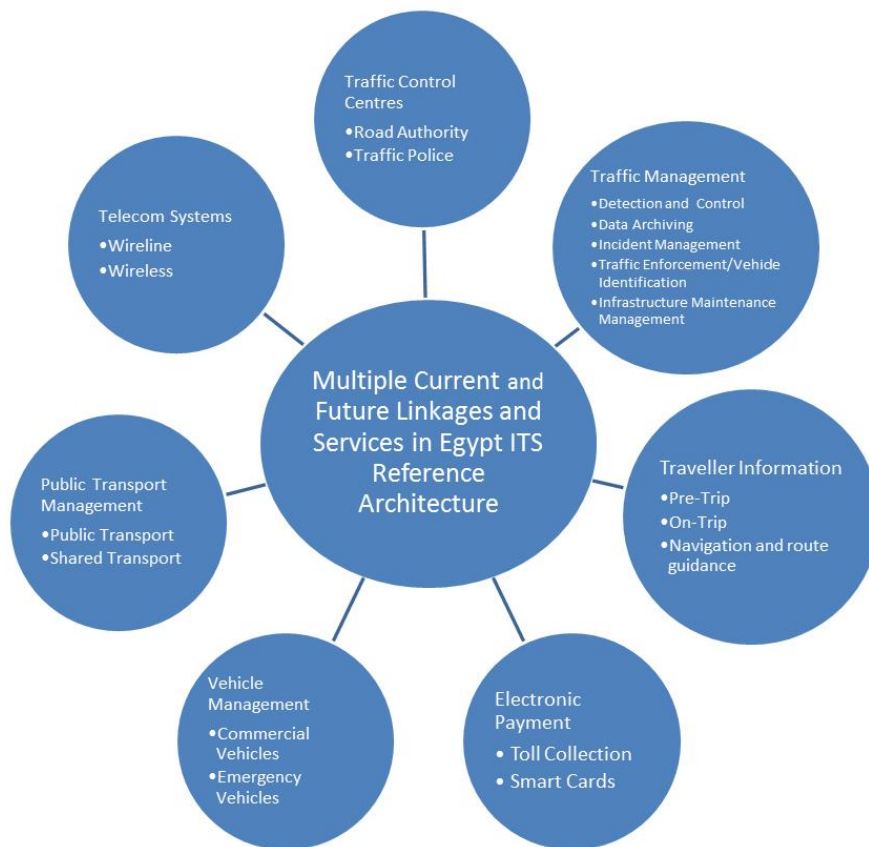 Traffic Control
Centres
•Road Authority
•Traffic Police
Traffic Management
•Detection and Control
•Data Archiving
•Incident Management
•Traffic Enforcement/Vehicle
Identification
•Infrastructure Maintenance
Management
Telecom Systems
•Wireline
•Wireless
Multiple Current and
Future Linkages and
Services in Egypt ITS
Reference
Architecture
Traveller Information
•Pre-Trip
•On-Trip
•Navigation and route
guidance
Public Transport
Management
•Public Transport
•Shared Transport
Vehicle
Management
•Commercial
Vehicles
•Emergency
Vehicles
Electronic
Payment
• Toll Collection
• Smart Cards